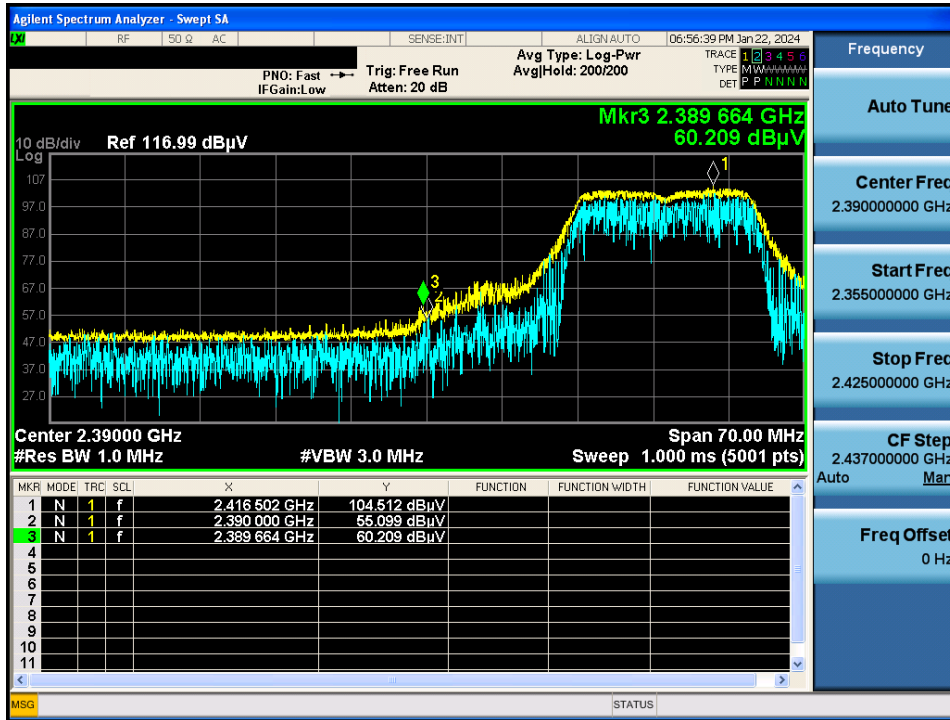 Agilent Spectrum Analyzer - Swept SA
LXI RF 50 Ω AC SENSE:INT ALIGN AUTO 06:56:39 PM Jan 22, 2024
PNO: Fast
IFGain:Low
Trig: Free Run
Atten: 20 dB
Avg Type: Log-Pwr
Avg|Hold: 200/200
TRACE 1 2 3 4 5 6
TYPE M W
DET P P N N N N
Mkr3 2.389 664 GHz
60.209 dBµV
10 dB/div Ref 116.99 dBµV
Log
107
97.0
87.0
77.0
67.0
57.0
47.0
37.0
27.0
1
3
2
Center 2.39000 GHz Span 70.00 MHz
#Res BW 1.0 MHz #VBW 3.0 MHz Sweep 1.000 ms (5001 pts)
MKR MODE TRC SCL X Y FUNCTION FUNCTION WIDTH FUNCTION VALUE
1 N 1 f 2.416 502 GHz 104.512 dBµV
2 N 1 f 2.390 000 GHz 55.099 dBµV
3 N 1 f 2.389 664 GHz 60.209 dBµV
4
5
6
7
8
9
10
11
MSG STATUS
Frequency
Auto Tune
Center Freq
2.390000000 GHz
Start Freq
2.355000000 GHz
Stop Freq
2.425000000 GHz
CF Step
2.437000000 GHz
Auto Man
Freq Offset
0 Hz